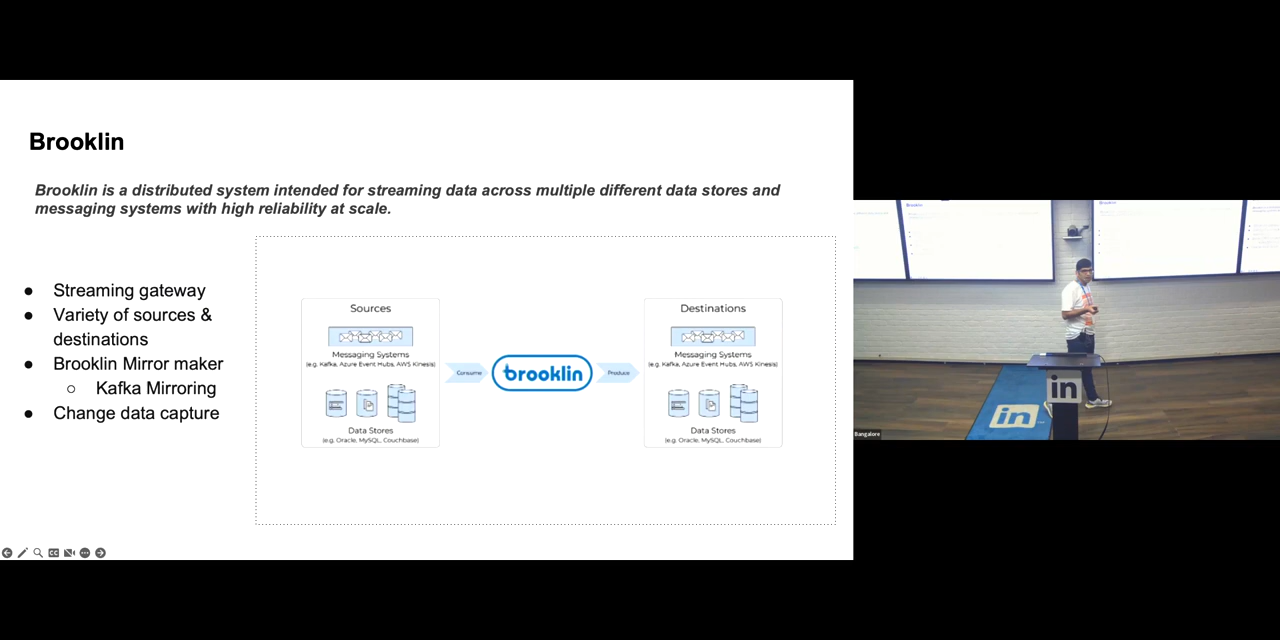 Brooklin
Brooklin is a distributed system intended for streaming data across multiple different data stores and
messaging systems with high reliability at scale.
● Streaming gateway
● Variety of sources &
destinations
● Brooklin Mirror maker
○ Kafka Mirroring
● Change data capture
Sources
Messaging Systems
(e.g. Kafka, Azure Event Hubs, AWS Kinesis)
Data Stores
(e.g. Oracle, MySQL, Couchbase)
Consume
brooklin
Produce
Destinations
Messaging Systems
(e.g. Kafka, Azure Event Hubs, AWS Kinesis)
Data Stores
(e.g. Oracle, MySQL, Couchbase)
CC
Brooklin
Brooklin
in
in
Bangalore